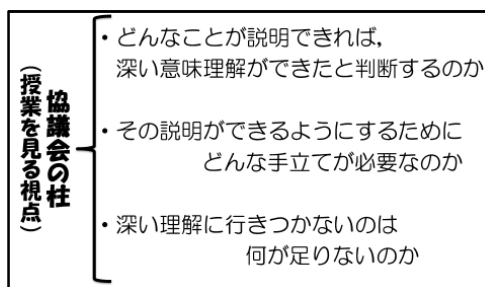 協議会の柱
（授業を見る視点）
・どんなことが説明できれば，
深い意味理解ができたと判断するのか
・その説明ができるようにするために
どんな手立てが必要なのか
・深い理解に行きつかないのは
何が足りないのか